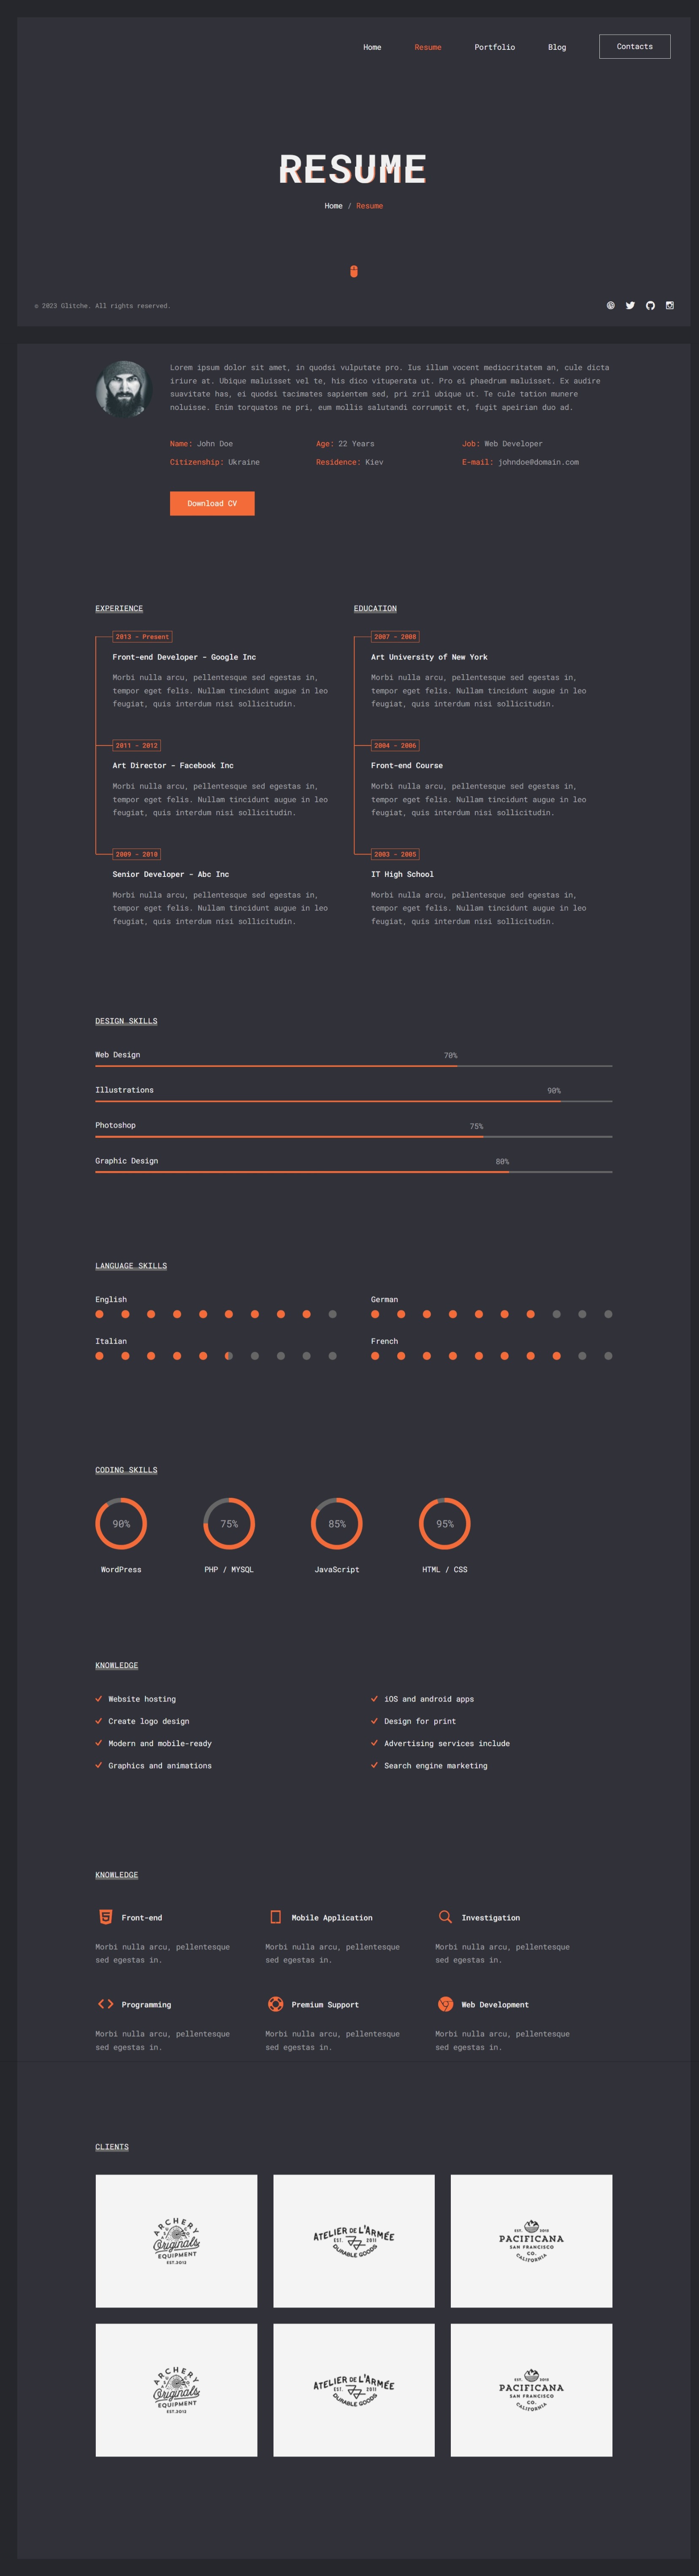 Home Resume Portfolio Blog Contacts
RESUME
Home / Resume
© 2023 Glitche. All rights reserved.
Lorem ipsum dolor sit amet, in quodsi vulputate pro. Ius illum vocent mediocritatem an, cule dicta
iriure at. Ubique maluisset vel te, his dico vituperata ut. Pro ei phaedrum maluisset. Ex audire
suavitate has, ei quodsi tacimates sapientem sed, pri zril ubique ut. Te cule tation munere
noluisse. Enim torquatos ne pri, eum mollis salutandi corrumpit et, fugit apeirian duo ad.
Name: John Doe
Age: 22 Years
Job: Web Developer
Citizenship: Ukraine
Residence: Kiev
E-mail: johndoe@domain.com
Download CV
EXPERIENCE
2013 - Present
Front-end Developer - Google Inc
Morbi nulla arcu, pellentesque sed egestas in,
tempor eget felis. Nullam tincidunt augue in leo
feugiat, quis interdum nisi sollicitudin.
2011 - 2012
Art Director - Facebook Inc
Morbi nulla arcu, pellentesque sed egestas in,
tempor eget felis. Nullam tincidunt augue in leo
feugiat, quis interdum nisi sollicitudin.
2009 - 2010
Senior Developer - Abc Inc
Morbi nulla arcu, pellentesque sed egestas in,
tempor eget felis. Nullam tincidunt augue in leo
feugiat, quis interdum nisi sollicitudin.
EDUCATION
2007 - 2008
Art University of New York
Morbi nulla arcu, pellentesque sed egestas in,
tempor eget felis. Nullam tincidunt augue in leo
feugiat, quis interdum nisi sollicitudin.
2004 - 2006
Front-end Course
Morbi nulla arcu, pellentesque sed egestas in,
tempor eget felis. Nullam tincidunt augue in leo
feugiat, quis interdum nisi sollicitudin.
2003 - 2005
IT High School
Morbi nulla arcu, pellentesque sed egestas in,
tempor eget felis. Nullam tincidunt augue in leo
feugiat, quis interdum nisi sollicitudin.
DESIGN SKILLS
Web Design 70%
Illustrations 90%
Photoshop 75%
Graphic Design 80%
LANGUAGE SKILLS
English
German
Italian
French
CODING SKILLS
90%
WordPress
75%
PHP / MYSQL
85%
JavaScript
95%
HTML / CSS
KNOWLEDGE
Website hosting
Create logo design
Modern and mobile-ready
Graphics and animations
iOS and android apps
Design for print
Advertising services include
Search engine marketing
KNOWLEDGE
Front-end
Morbi nulla arcu, pellentesque
sed egestas in.
Mobile Application
Morbi nulla arcu, pellentesque
sed egestas in.
Investigation
Morbi nulla arcu, pellentesque
sed egestas in.
Programming
Morbi nulla arcu, pellentesque
sed egestas in.
Premium Support
Morbi nulla arcu, pellentesque
sed egestas in.
Web Development
Morbi nulla arcu, pellentesque
sed egestas in.
CLIENTS
ARCHERY
Originals
EQUIPMENT
EST.2012
ATELIER DE L'ARMÉE
EST. 2011
DURABLE GOODS
EST. 2010
PACIFICANA
SAN FRANCISCO
CO.
CALIFORNIA
ARCHERY
Originals
EQUIPMENT
EST.2012
ATELIER DE L'ARMÉE
EST. 2011
DURABLE GOODS
EST. 2010
PACIFICANA
SAN FRANCISCO
CO.
CALIFORNIA